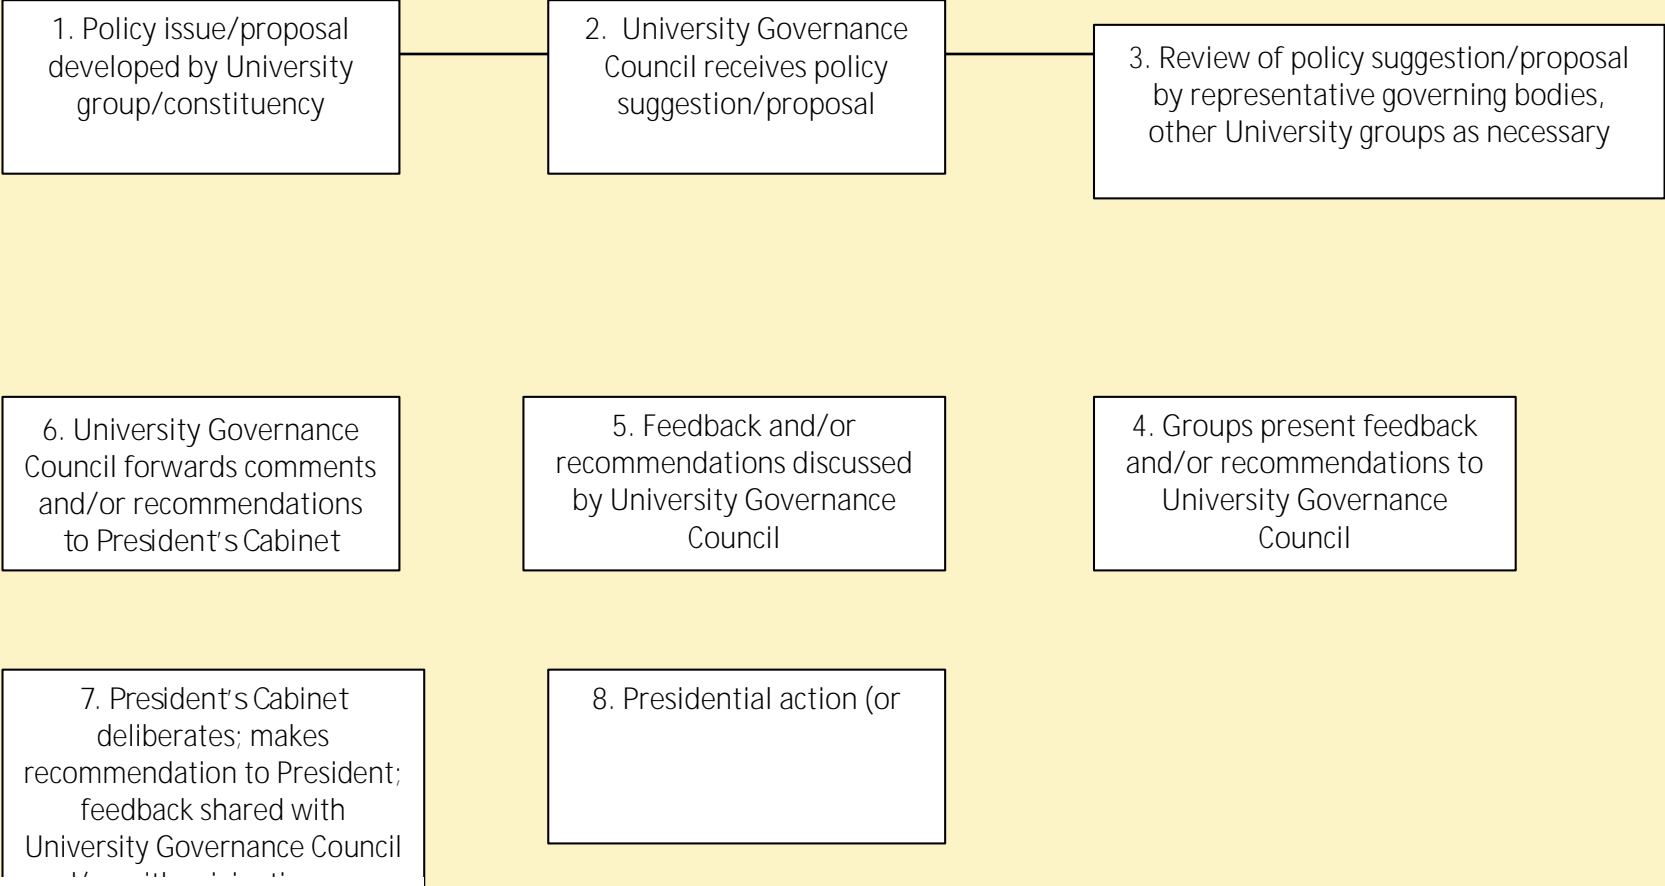 1. Policy issue/proposal
developed by University
group/constituency
2. University Governance
Council receives policy
suggestion/proposal
3. Review of policy suggestion/proposal
by representative governing bodies,
other University groups as necessary
6. University Governance
Council forwards comments
and/or recommendations
to President's Cabinet
5. Feedback and/or
recommendations discussed
by University Governance
Council
4. Groups present feedback
and/or recommendations to
University Governance
Council
7. President's Cabinet
deliberates; makes
recommendation to President;
feedback shared with
University Governance Council
8. Presidential action (or